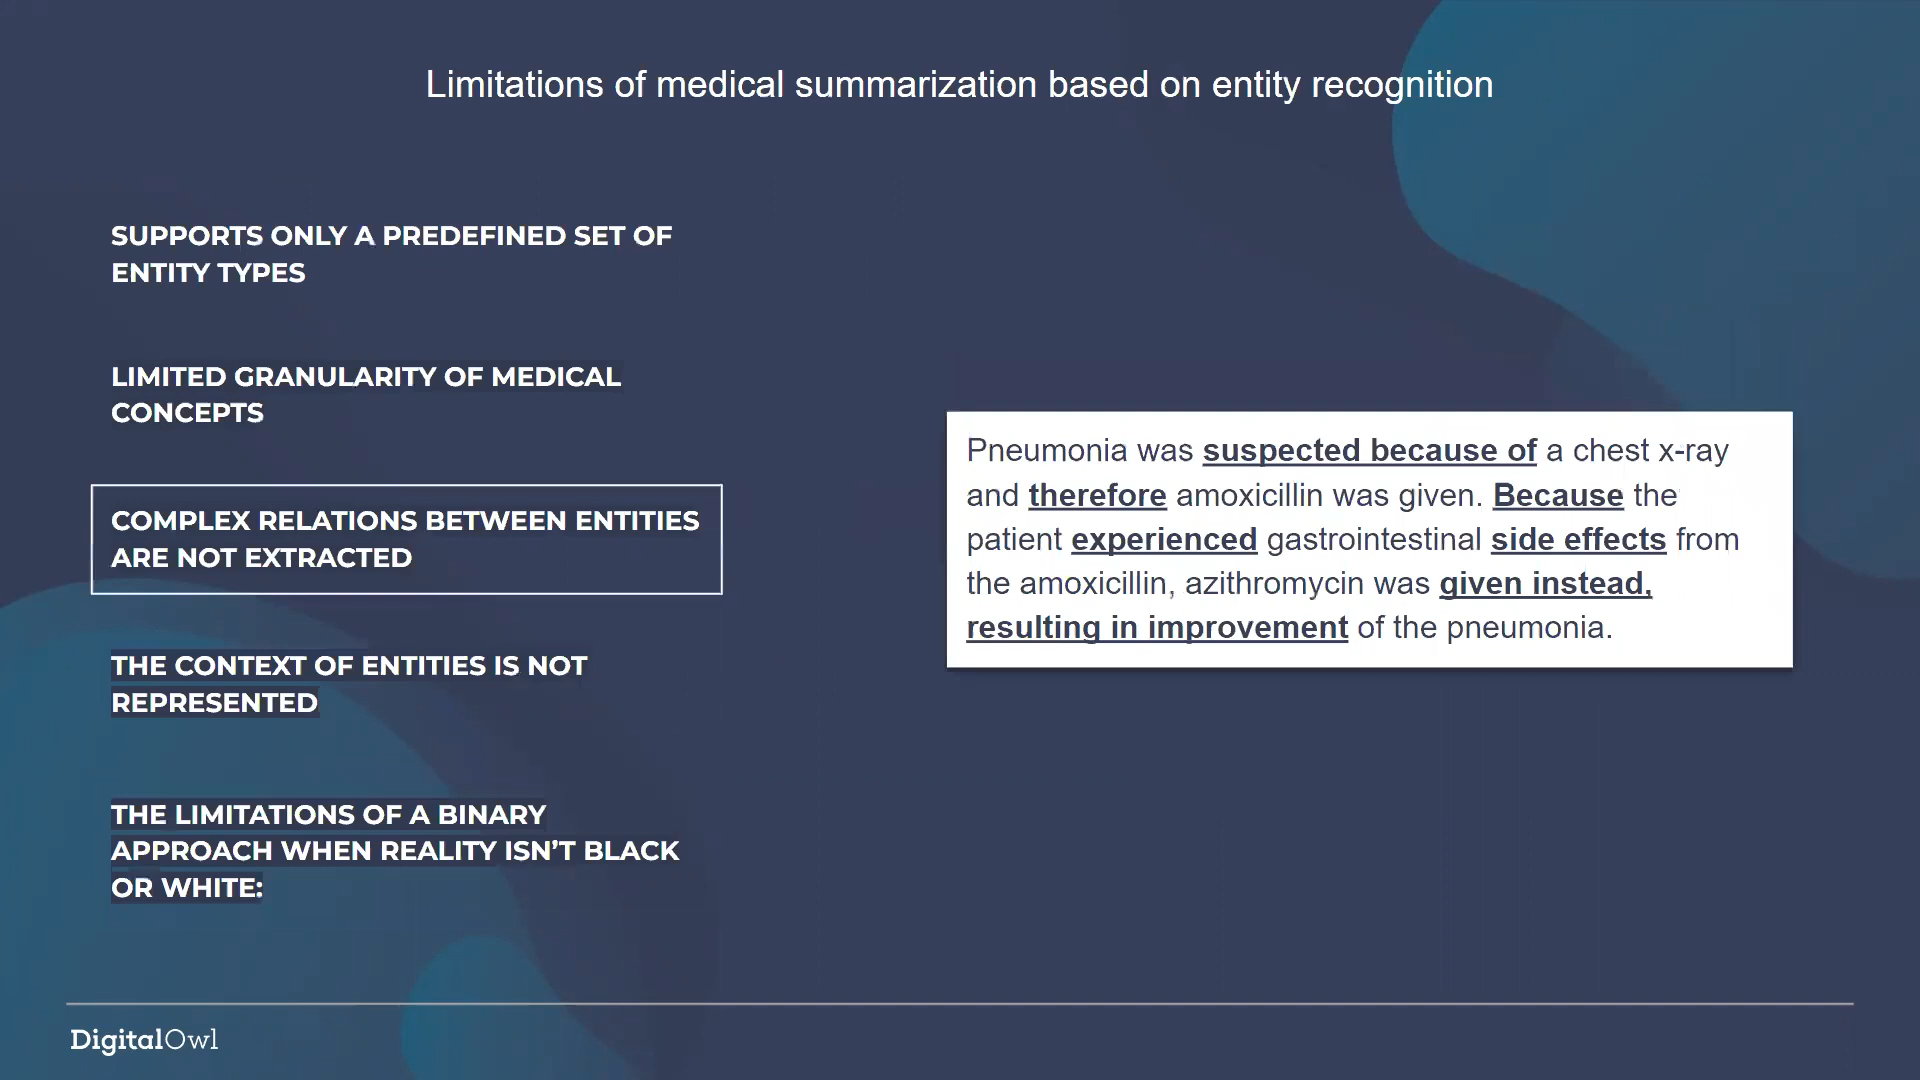 Limitations of medical summarization based on entity recognition
SUPPORTS ONLY A PREDEFINED SET OF
ENTITY TYPES
LIMITED GRANULARITY OF MEDICAL
CONCEPTS
COMPLEX RELATIONS BETWEEN ENTITIES
ARE NOT EXTRACTED
THE CONTEXT OF ENTITIES IS NOT
REPRESENTED
THE LIMITATIONS OF A BINARY
APPROACH WHEN REALITY ISN’T BLACK
OR WHITE:
Pneumonia was suspected because of a chest x-ray
and therefore amoxicillin was given. Because the
patient experienced gastrointestinal side effects from
the amoxicillin, azithromycin was given instead,
resulting in improvement of the pneumonia.
DigitalOwl